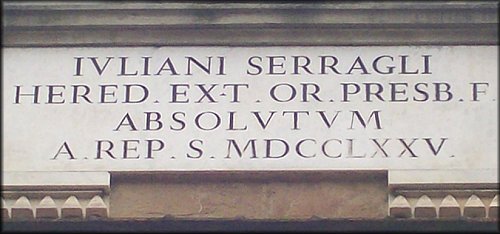 IVLIANI SERRAGLI
HERED. EX·T. OR. PRESB. F
ABSOLVTVM
A. REP. S. MDCCLXXV.